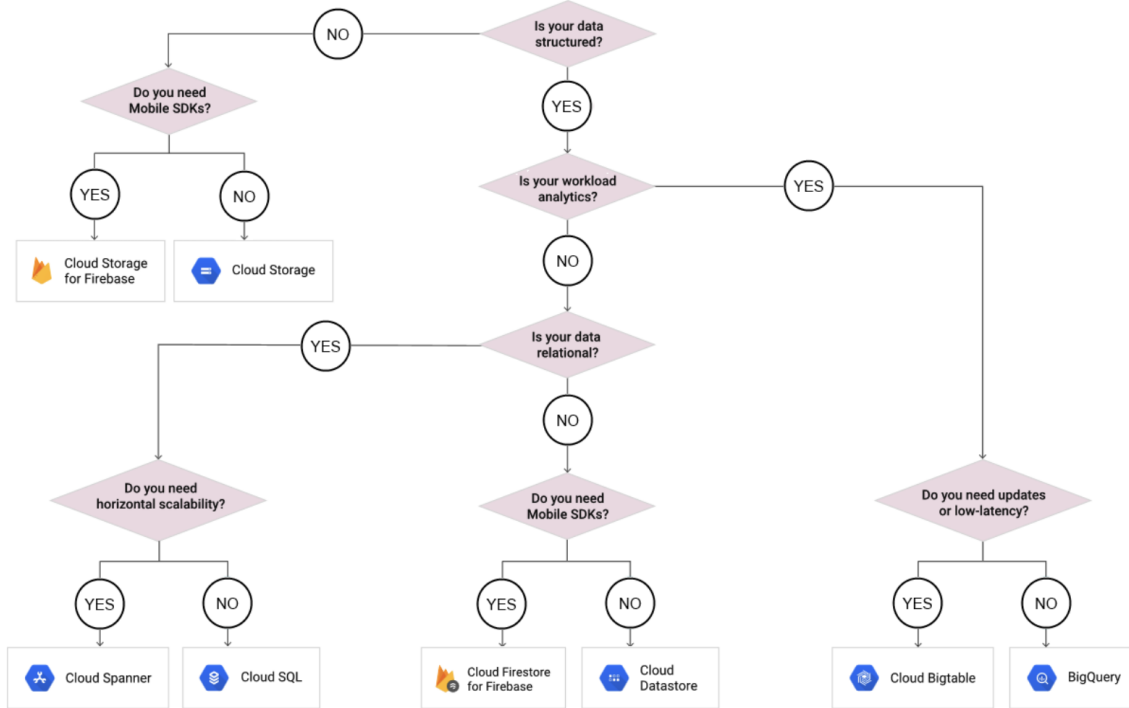 Is your data
structured?
NO
YES
Do you need
Mobile SDKs?
YES
NO
Cloud Storage
for Firebase
Cloud Storage
Is your workload
analytics?
YES
NO
Is your data
relational?
YES
NO
Do you need
horizontal scalability?
YES
NO
Cloud Spanner
Cloud SQL
Do you need
Mobile SDKs?
YES
NO
Cloud Firestore
for Firebase
Cloud
Datastore
Do you need updates
or low-latency?
YES
NO
Cloud Bigtable
BigQuery